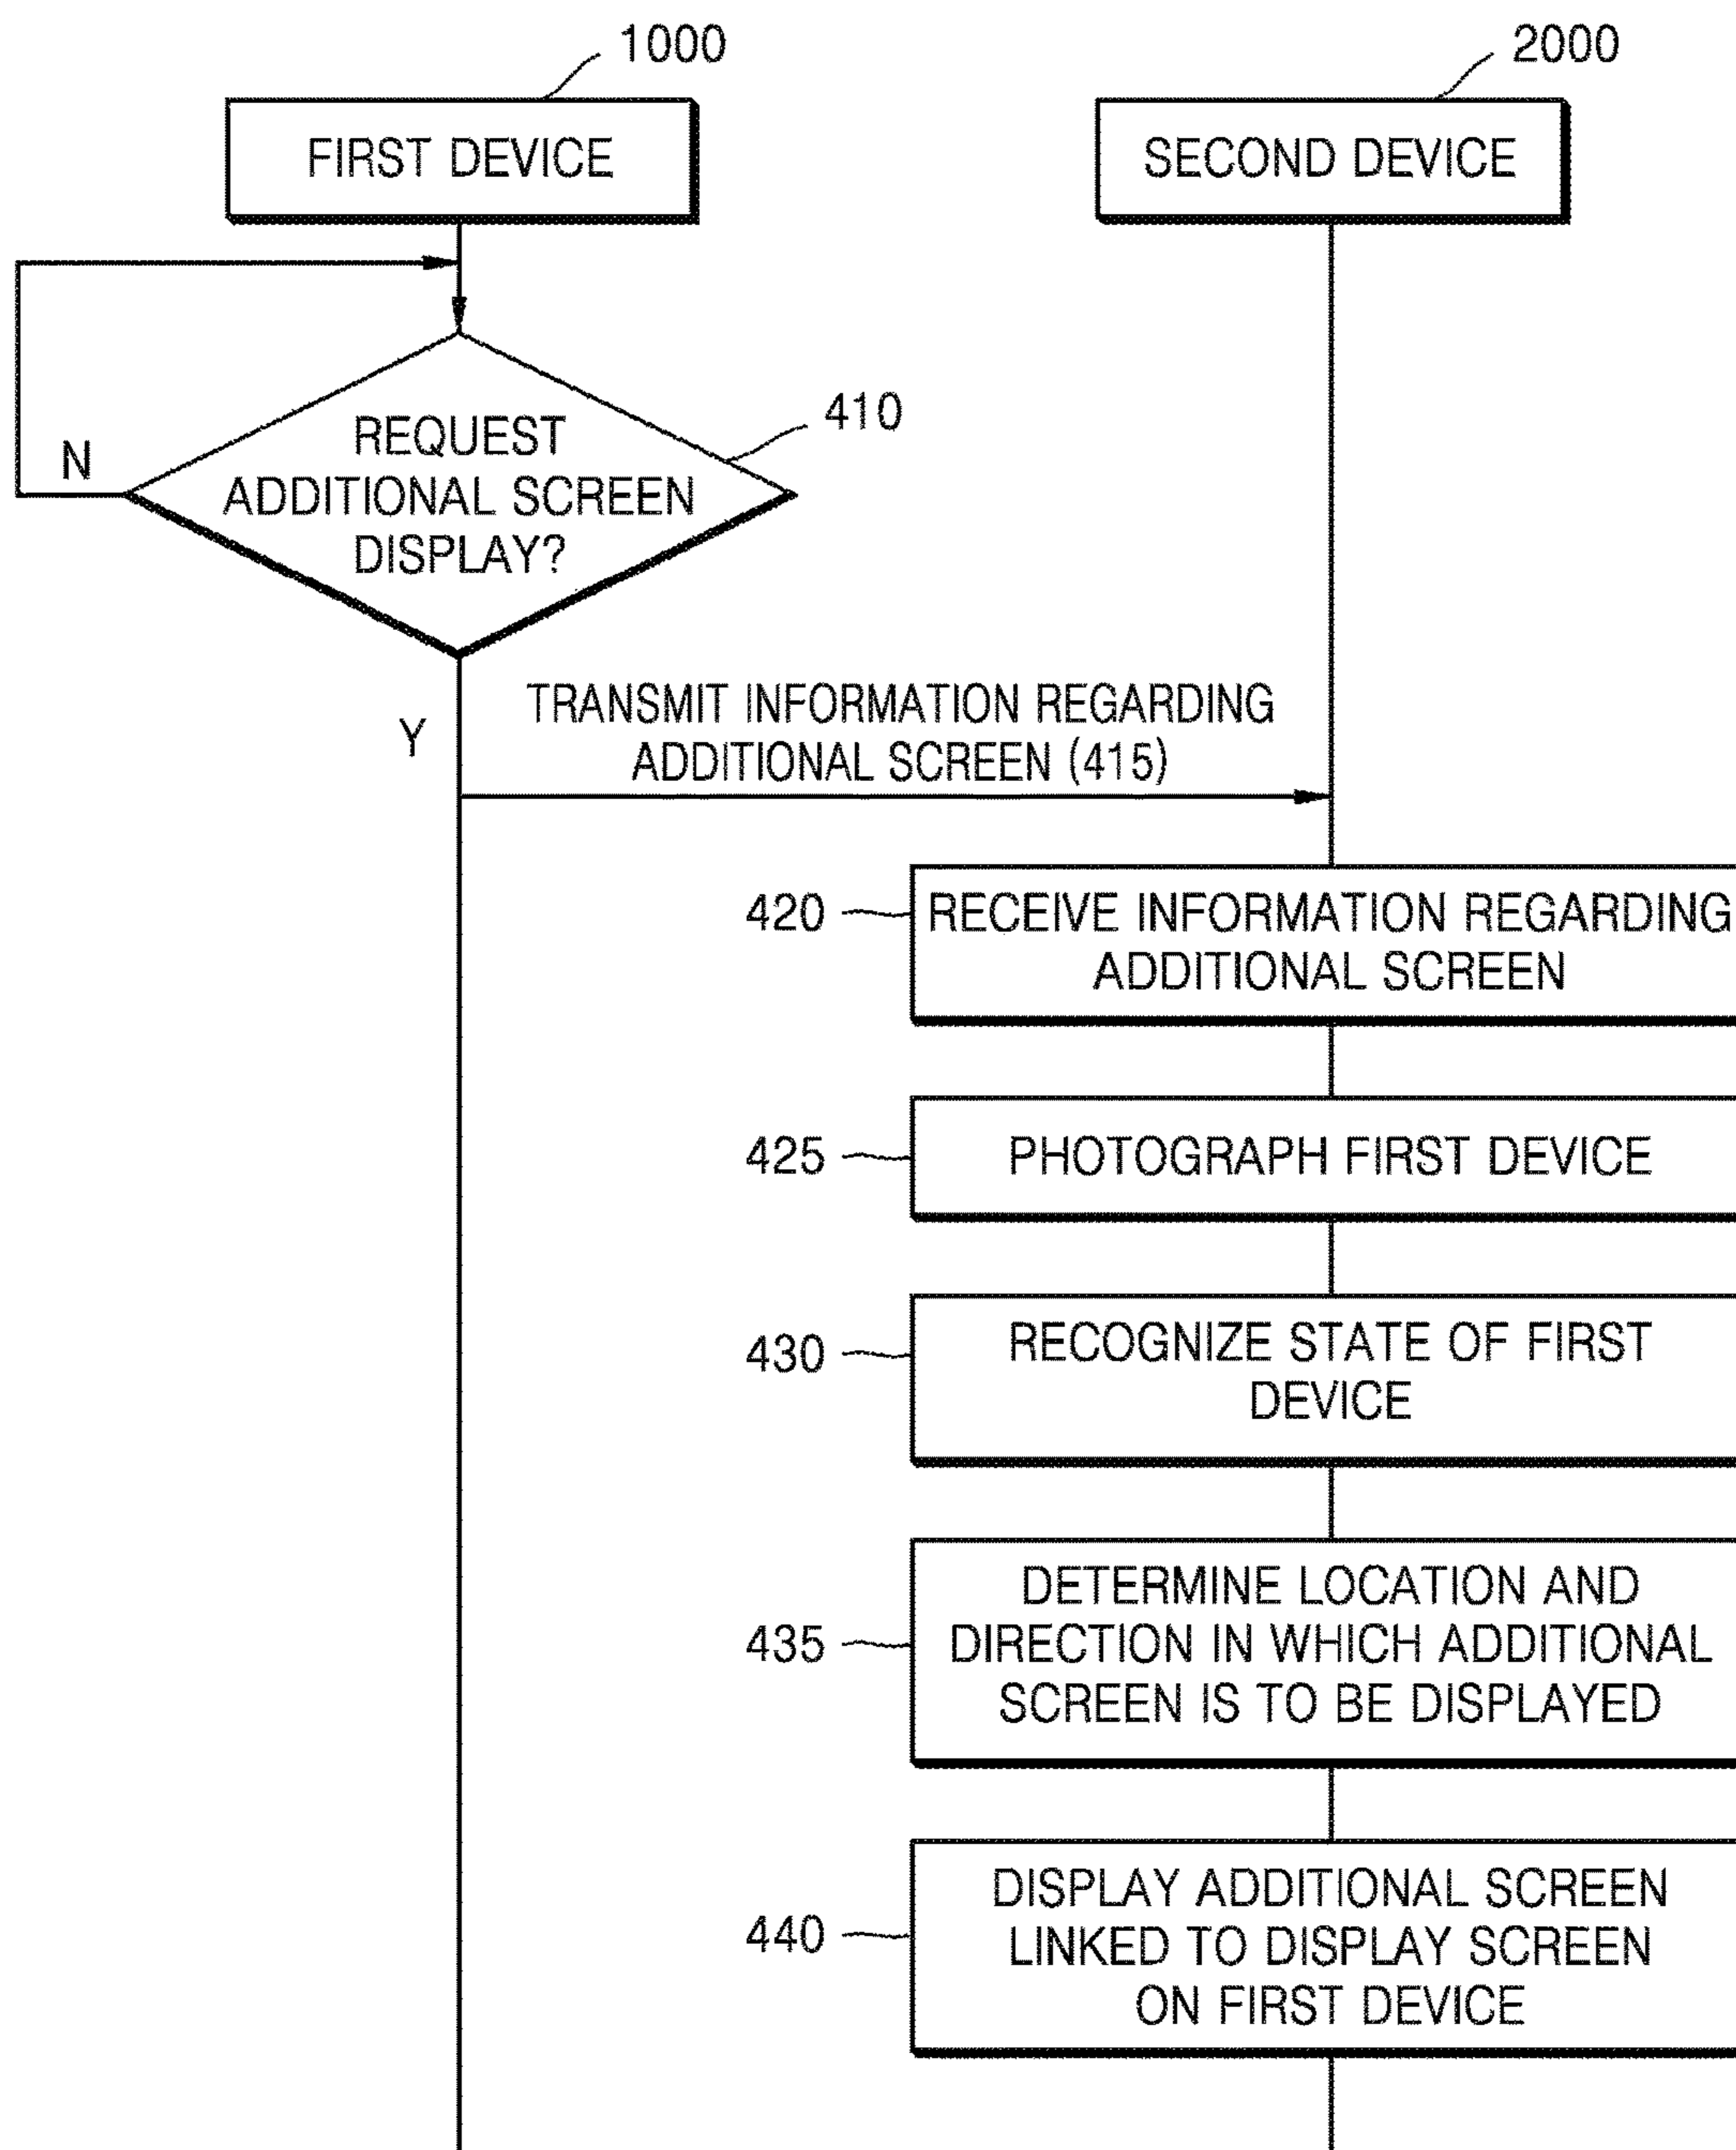 1000
2000
FIRST DEVICE
SECOND DEVICE
410
REQUEST
ADDITIONAL SCREEN
DISPLAY?
N
Y
TRANSMIT INFORMATION REGARDING
ADDITIONAL SCREEN (415)
420
RECEIVE INFORMATION REGARDING
ADDITIONAL SCREEN
425
PHOTOGRAPH FIRST DEVICE
430
RECOGNIZE STATE OF FIRST
DEVICE
435
DETERMINE LOCATION AND
DIRECTION IN WHICH ADDITIONAL
SCREEN IS TO BE DISPLAYED
440
DISPLAY ADDITIONAL SCREEN
LINKED TO DISPLAY SCREEN
ON FIRST DEVICE